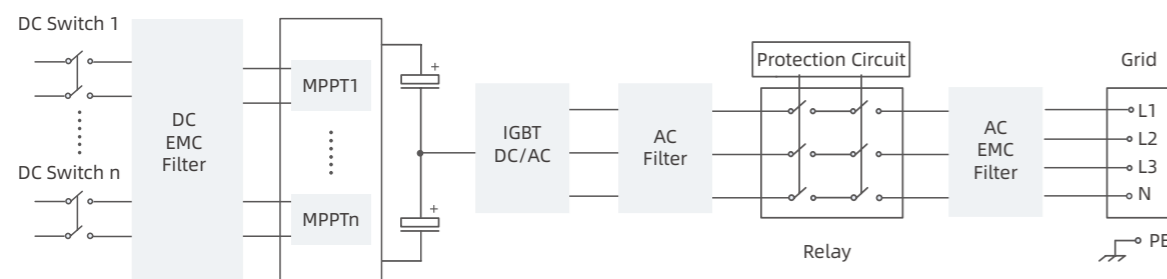 DC Switch 1
DC Switch n
DC
EMC
Filter
MPPT1
MPPTn
+
+
IGBT
DC/AC
AC
Filter
Protection Circuit
Relay
AC
EMC
Filter
Grid
L1
L2
L3
N
PE